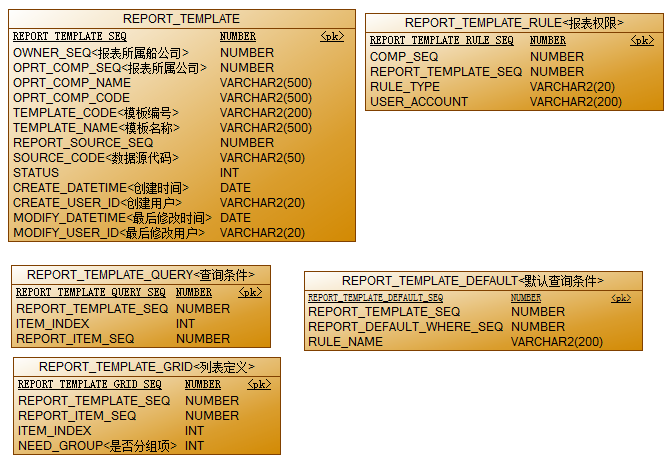 REPORT_TEMPLATE
REPORT_TEMPLATE_SEQ NUMBER <pk>
OWNER_SEQ<报表所属船公司> NUMBER
OPRT_COMP_SEQ<报表所属公司> NUMBER
OPRT_COMP_NAME VARCHAR2(500)
OPRT_COMP_CODE VARCHAR2(500)
TEMPLATE_CODE<模板编号> VARCHAR2(200)
TEMPLATE_NAME<模板名称> VARCHAR2(500)
REPORT_SOURCE_SEQ NUMBER
SOURCE_CODE<数据源代码> VARCHAR2(50)
STATUS INT
CREATE_DATETIME<创建时间> DATE
CREATE_USER_ID<创建用户> VARCHAR2(20)
MODIFY_DATETIME<最后修改时间> DATE
MODIFY_USER_ID<最后修改用户> VARCHAR2(20)
REPORT_TEMPLATE_RULE<报表权限>
REPORT_TEMPLATE_RULE_SEQ NUMBER <pk>
COMP_SEQ NUMBER
REPORT_TEMPLATE_SEQ NUMBER
RULE_TYPE VARCHAR2(20)
USER_ACCOUNT VARCHAR2(200)
REPORT_TEMPLATE_QUERY<查询条件>
REPORT_TEMPLATE_QUERY_SEQ NUMBER <pk>
REPORT_TEMPLATE_SEQ NUMBER
ITEM_INDEX INT
REPORT_ITEM_SEQ NUMBER
REPORT_TEMPLATE_DEFAULT<默认查询条件>
REPORT_TEMPLATE_DEFAULT_SEQ NUMBER <pk>
REPORT_TEMPLATE_SEQ NUMBER
REPORT_DEFAULT_WHERE_SEQ NUMBER
RULE_NAME VARCHAR2(200)
REPORT_TEMPLATE_GRID<列表定义>
REPORT_TEMPLATE_GRID_SEQ NUMBER <pk>
REPORT_TEMPLATE_SEQ NUMBER
REPORT_ITEM_SEQ NUMBER
ITEM_INDEX INT
NEED_GROUP<是否分组项> INT